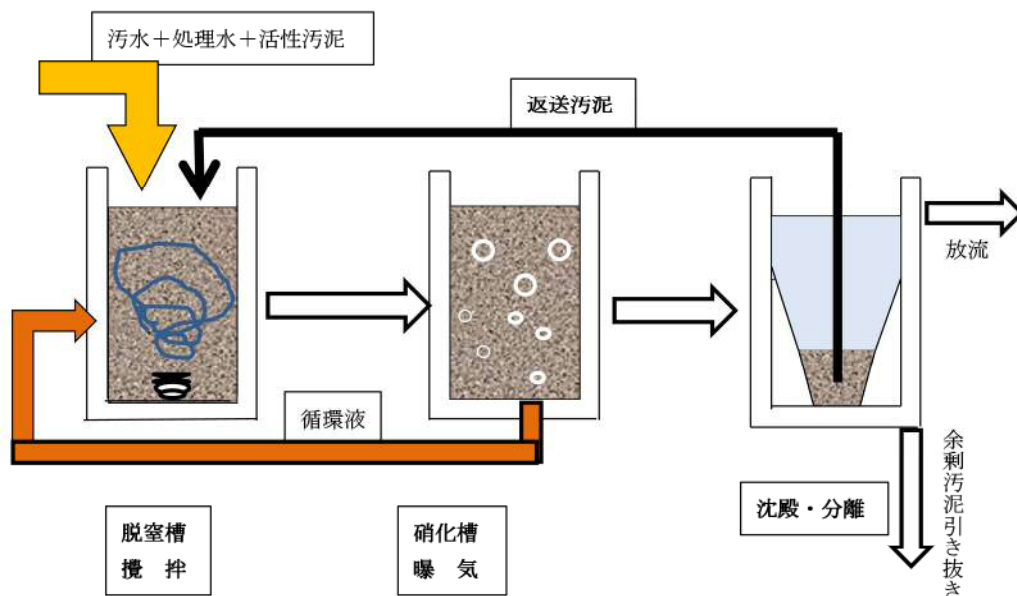 汚水＋処理水＋活性汚泥
返送汚泥
放流
循環液
脱窒槽
攪　拌
硝化槽
曝　気
沈殿・分離
余剰汚泥引き抜き